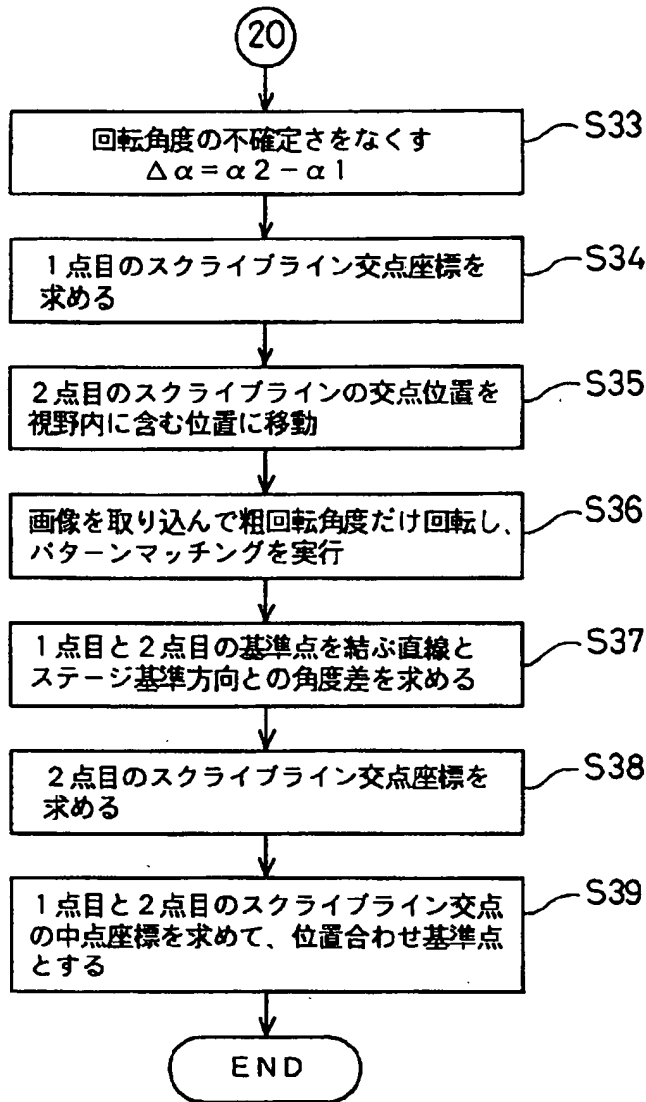 20
回転角度の不確定さをなくす
Δα=α2-α1
S33
1点目のスクライブライン交点座標を
求める
S34
2点目のスクライブラインの交点位置を
視野内に含む位置に移動
S35
画像を取り込んで粗回転角度だけ回転し、
パターンマッチングを実行
S36
1点目と2点目の基準点を結ぶ直線と
ステージ基準方向との角度差を求める
S37
2点目のスクライブライン交点座標を
求める
S38
1点目と2点目のスクライブライン交点
の中点座標を求めて、位置合わせ基準点
とする
S39
END